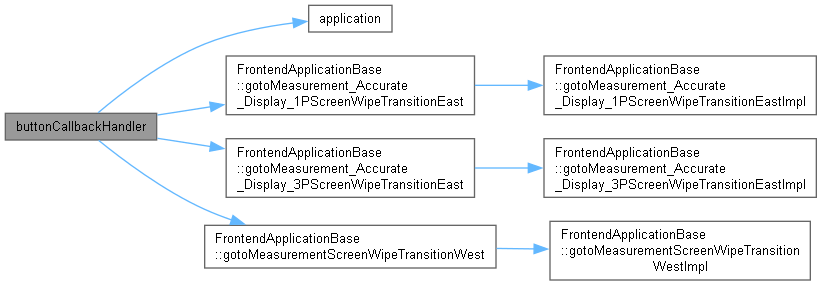 application
FrontendApplicationBase
::gotoMeasurement_Accurate
_Display_1PScreenWipeTransitionEast
FrontendApplicationBase
::gotoMeasurement_Accurate
_Display_1PScreenWipeTransitionEastImpl
buttonCallbackHandler
FrontendApplicationBase
::gotoMeasurement_Accurate
_Display_3PScreenWipeTransitionEast
FrontendApplicationBase
::gotoMeasurement_Accurate
_Display_3PScreenWipeTransitionEastImpl
FrontendApplicationBase
::gotoMeasurementScreenWipeTransitionWest
FrontendApplicationBase
::gotoMeasurementScreenWipeTransition
WestImpl